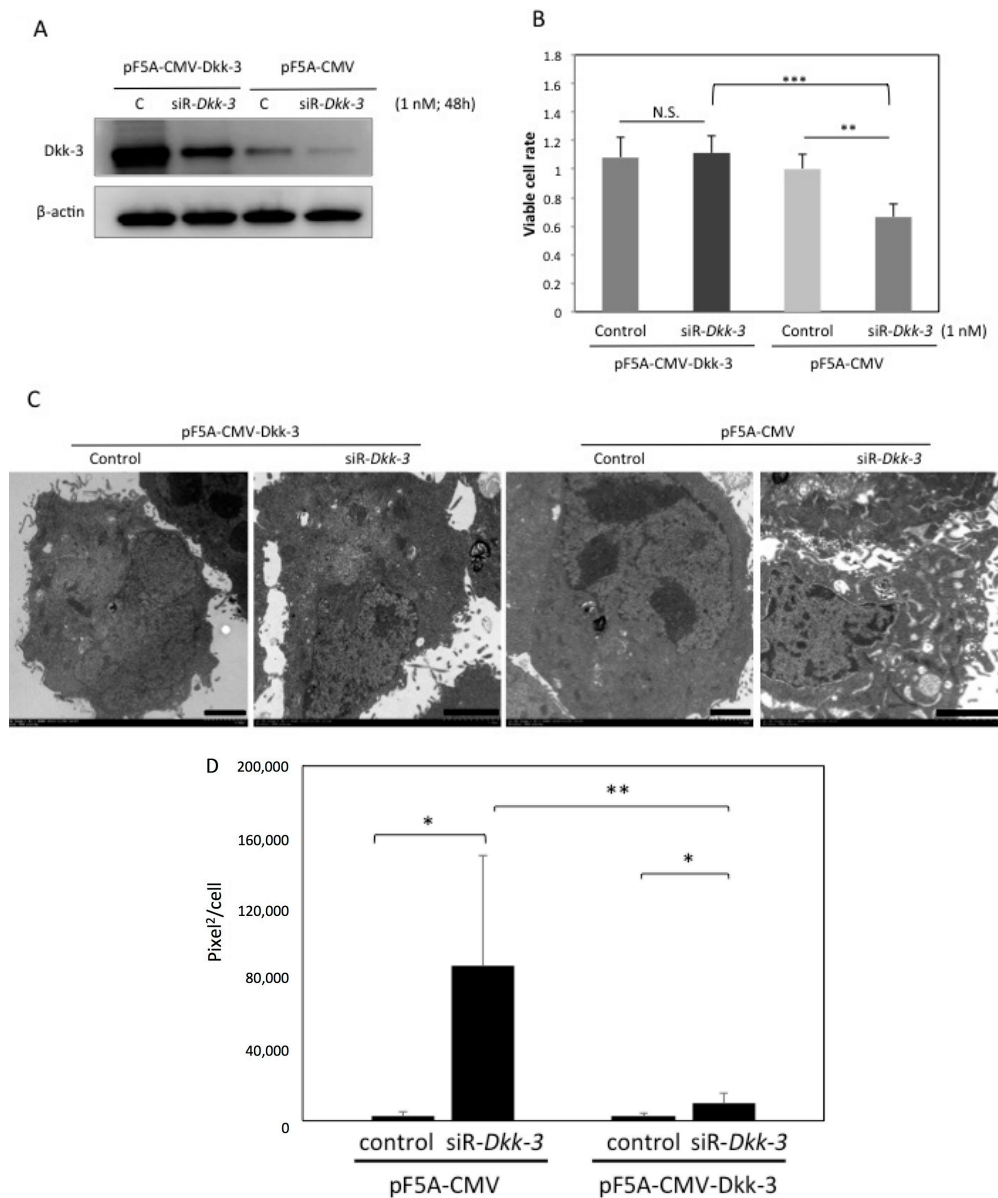 A
pF5A-CMV-Dkk-3 pF5A-CMV
C siR-Dkk-3 C siR-Dkk-3 (1 nM; 48h)
Dkk-3
β-actin
B
1.8
1.6
1.4
1.2
1
0.8
0.6
0.4
0.2
0
Viable cell rate
N.S.
***
**
Control siR-Dkk-3 Control siR-Dkk-3 (1 nM)
pF5A-CMV-Dkk-3 pF5A-CMV
C
pF5A-CMV-Dkk-3 pF5A-CMV
Control siR-Dkk-3 Control siR-Dkk-3
D
200,000
160,000
120,000
80,000
40,000
0
Pixel²/cell
*
**
*
control siR-Dkk-3 control siR-Dkk-3
pF5A-CMV pF5A-CMV-Dkk-3